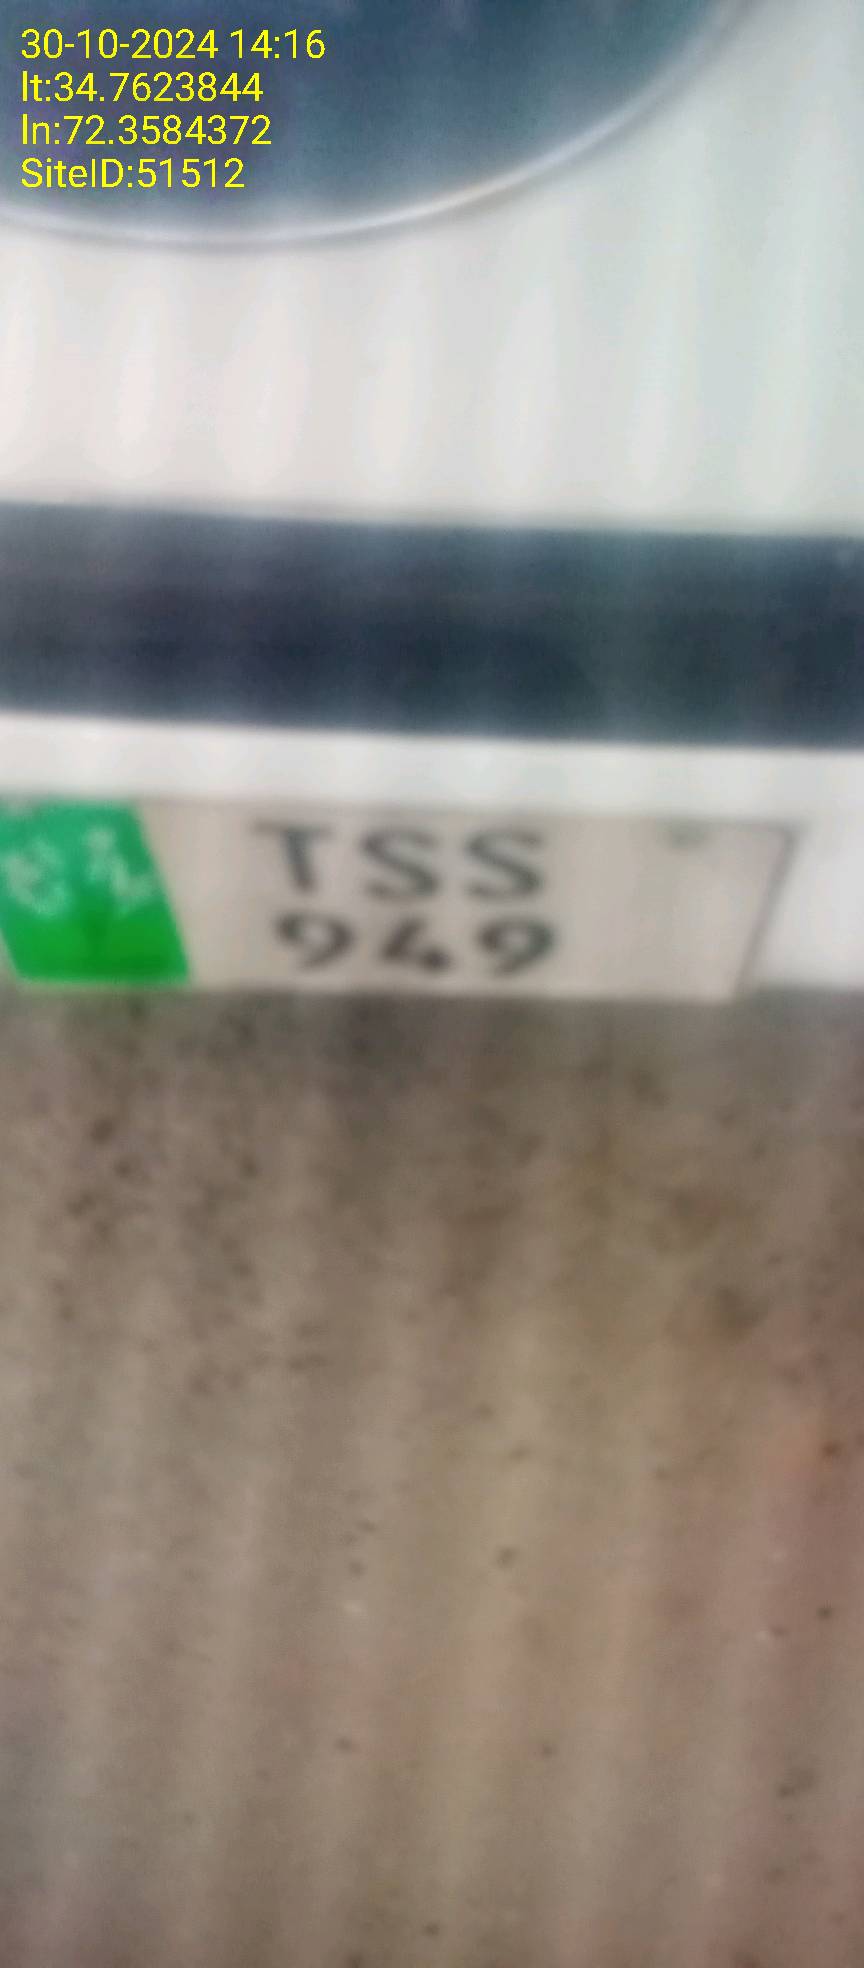 30-10-2024 14:16
lt:34.7623844
ln:72.3584372
SiteID:51512
TSS
949